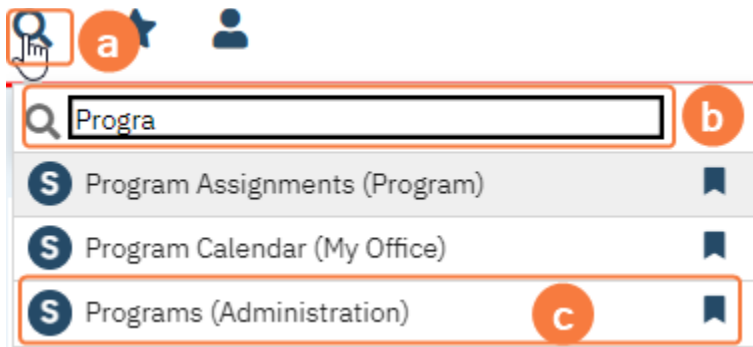 a
Progra b
S Program Assignments (Program)
S Program Calendar (My Office)
S Programs (Administration) c